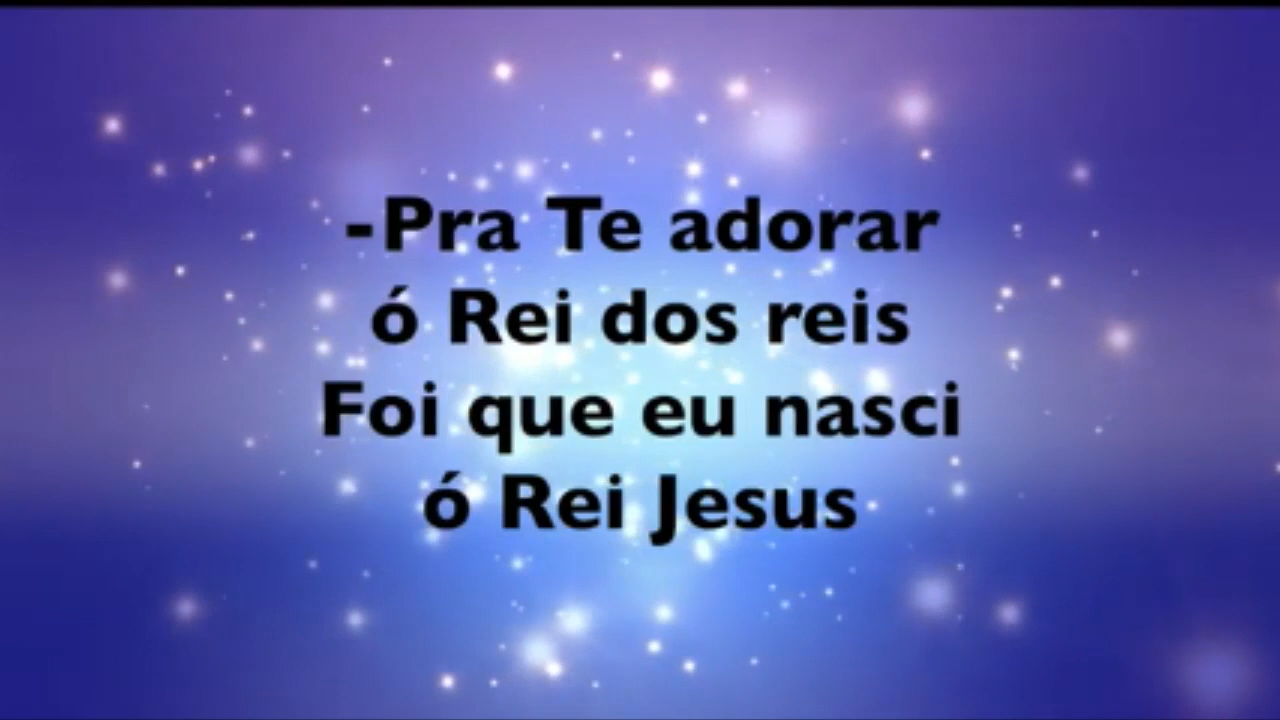 -Pra Te adorar
ó Rei dos reis
Foi que eu nasci
ó Rei Jesus